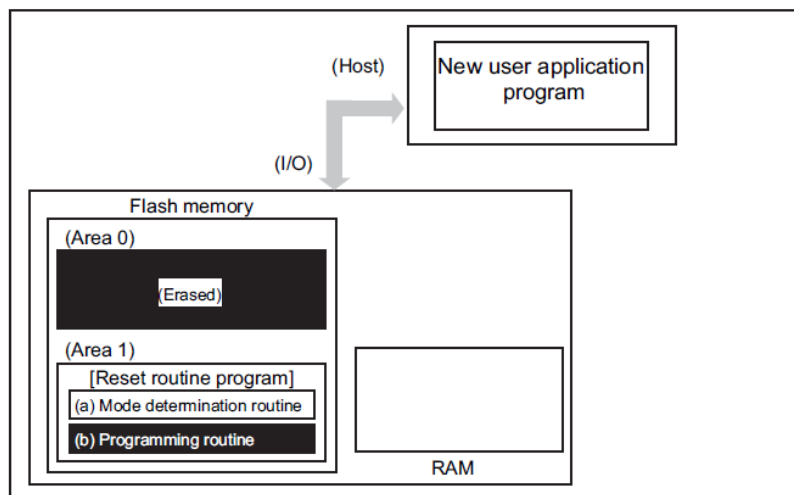 (Host)
New user application
program
(I/O)
Flash memory
(Area 0)
(Erased)
(Area 1)
[Reset routine program]
(a) Mode determination routine
(b) Programming routine
RAM